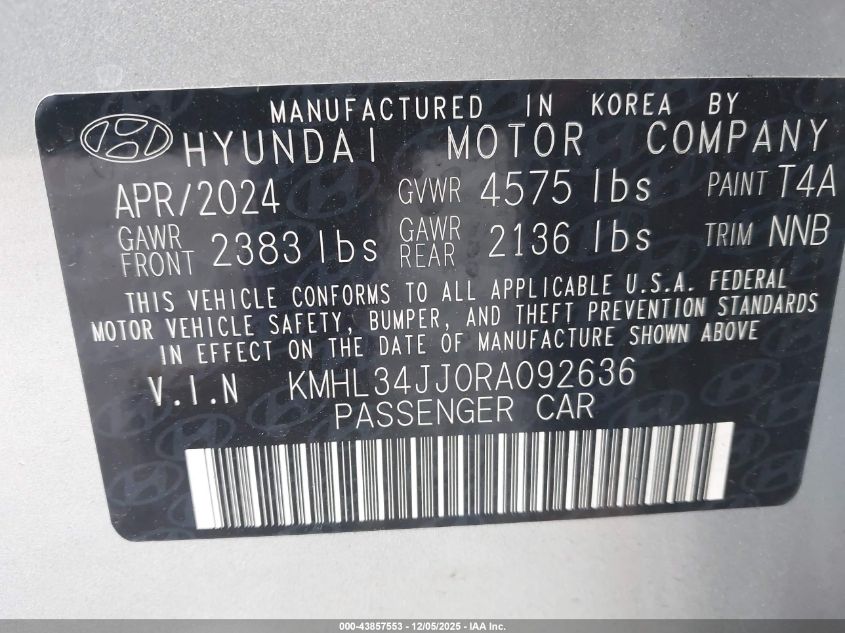 MANUFACTURED IN KOREA BY
HYUNDAI MOTOR COMPANY
APR/2024 GVWR 4575 lbs PAINT T4A
GAWR FRONT 2383 lbs GAWR REAR 2136 lbs TRIM NNB
THIS VEHICLE CONFORMS TO ALL APPLICABLE U.S.A. FEDERAL
MOTOR VEHICLE SAFETY, BUMPER, AND THEFT PREVENTION STANDARDS
IN EFFECT ON THE DATE OF MANUFACTURE SHOWN ABOVE
V.I.N KMHL34JJ0RA092636
PASSENGER CAR
000-43857553 - 12/05/2025 - IAA Inc.